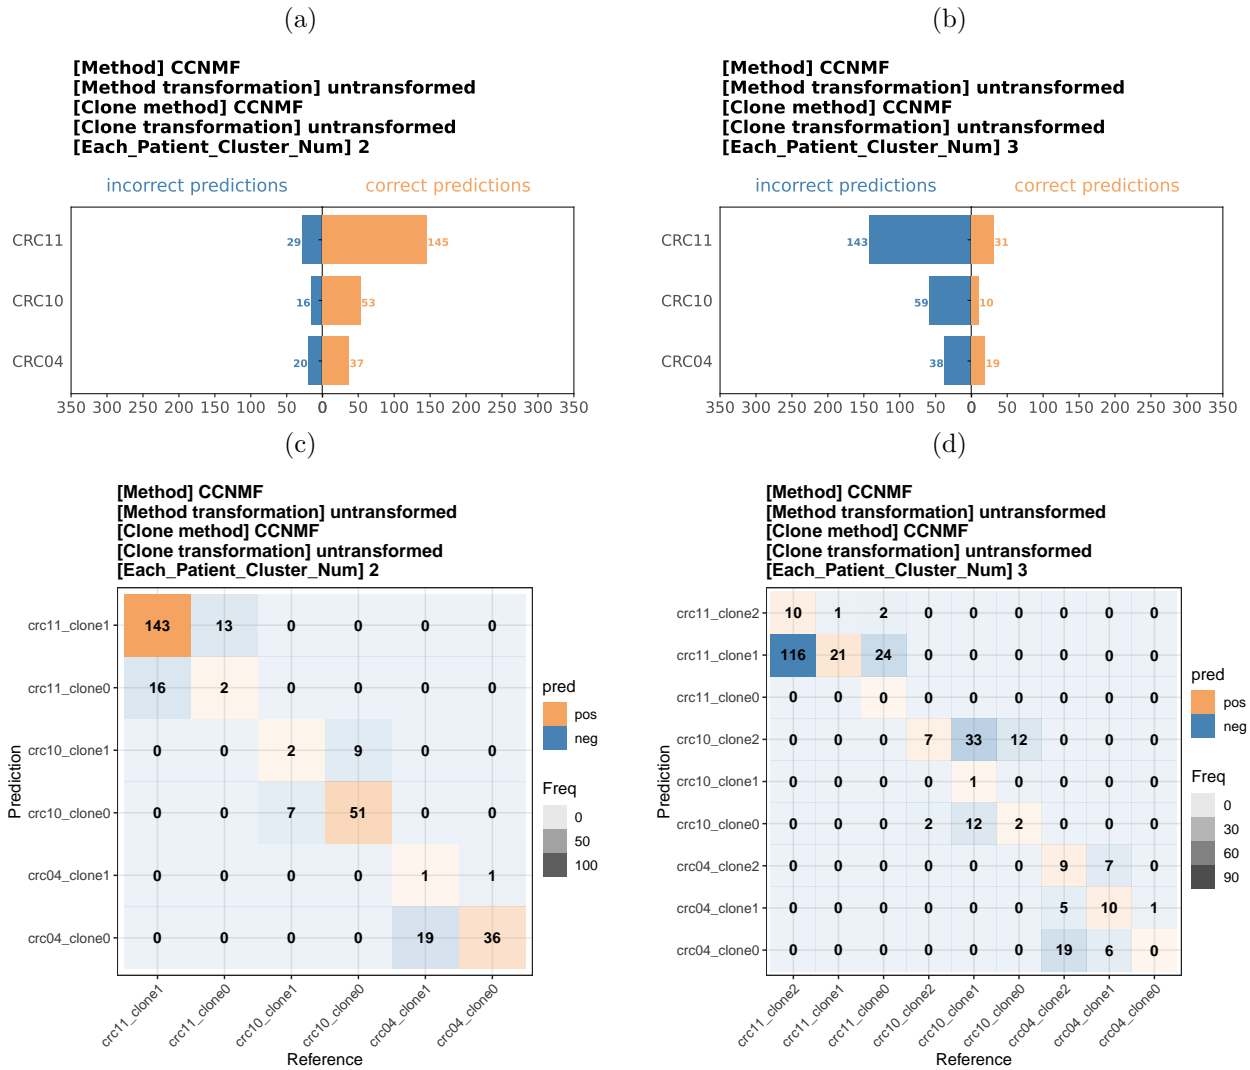 (a)
[Method] CCNMF
[Method transformation] untransformed
[Clone method] CCNMF
[Clone transformation] untransformed
[Each_Patient_Cluster_Num] 2
incorrect predictions correct predictions
CRC11 29 145
CRC10 16 53
CRC04 20 37
350 300 250 200 150 100 50 0 50 100 150 200 250 300 350
(b)
[Method] CCNMF
[Method transformation] untransformed
[Clone method] CCNMF
[Clone transformation] untransformed
[Each_Patient_Cluster_Num] 3
incorrect predictions correct predictions
CRC11 143 31
CRC10 59 10
CRC04 38 19
350 300 250 200 150 100 50 0 50 100 150 200 250 300 350
(c)
[Method] CCNMF
[Method transformation] untransformed
[Clone method] CCNMF
[Clone transformation] untransformed
[Each_Patient_Cluster_Num] 2
Prediction
crc11_clone1 143 13 0 0 0 0
crc11_clone0 16 2 0 0 0 0
crc10_clone1 0 0 2 9 0 0
crc10_clone0 0 0 7 51 0 0
crc04_clone1 0 0 0 0 1 1
crc04_clone0 0 0 0 0 19 36
crc11_clone1 crc11_clone0 crc10_clone1 crc10_clone0 crc04_clone1 crc04_clone0
Reference
pred
pos
neg
Freq
0
50
100
(d)
[Method] CCNMF
[Method transformation] untransformed
[Clone method] CCNMF
[Clone transformation] untransformed
[Each_Patient_Cluster_Num] 3
Prediction
crc11_clone2 10 1 2 0 0 0 0 0 0
crc11_clone1 116 21 24 0 0 0 0 0 0
crc11_clone0 0 0 0 0 0 0 0 0 0
crc10_clone2 0 0 0 7 33 12 0 0 0
crc10_clone1 0 0 0 0 1 0 0 0 0
crc10_clone0 0 0 0 2 12 2 0 0 0
crc04_clone2 0 0 0 0 0 0 9 7 0
crc04_clone1 0 0 0 0 0 0 5 10 1
crc04_clone0 0 0 0 0 0 0 19 6 0
crc11_clone2 crc11_clone1 crc11_clone0 crc10_clone2 crc10_clone1 crc10_clone0 crc04_clone2 crc04_clone1 crc04_clone0
Reference
pred
pos
neg
Freq
0
30
60
90